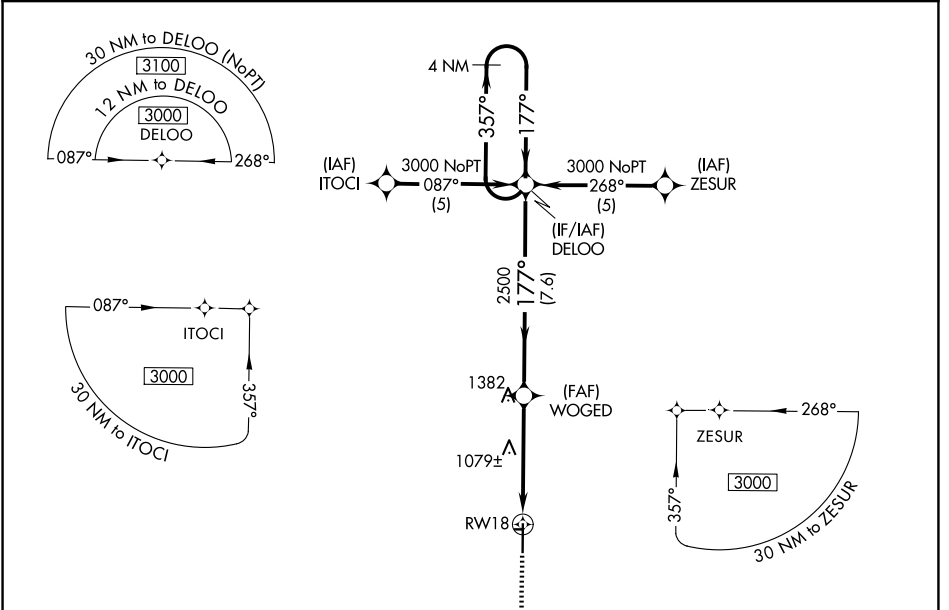 30 NM to DELOO (NoPT)
3100
12 NM to DELOO
3000
DELOO
087°
268°
4 NM
357°
177°
(IAF)
ITOCI
3000 NoPT
087°
(5)
3000 NoPT
268°
(5)
(IAF)
ZESUR
(IF/IAF)
DELOO
2500
177°
(7.6)
087°
ITOCI
3000
357°
30 NM to ITOCI
1382
(FAF)
WOGED
1079±
RW18
268°
ZESUR
3000
357°
30 NM to ZESUR